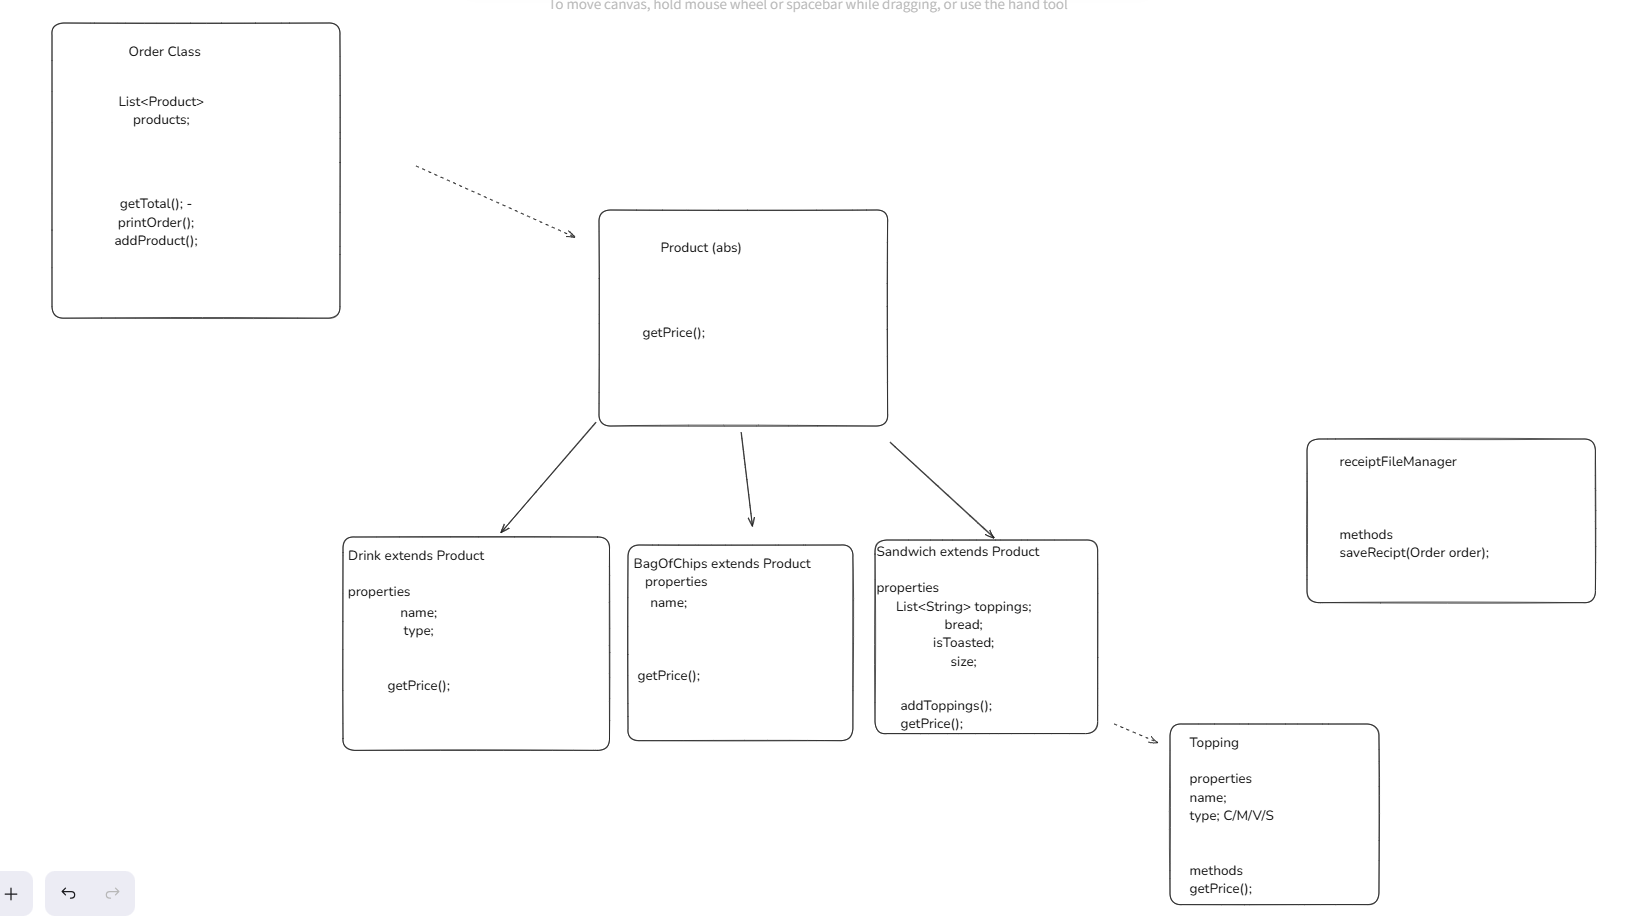 To move canvas, hold mouse wheel or spacebar while dragging, or use the hand tool
Order Class
List<Product>
products;
getTotal(); -
printOrder();
addProduct();
Product (abs)
getPrice();
Drink extends Product
properties
name;
type;
getPrice();
BagOfChips extends Product
properties
name;
getPrice();
Sandwich extends Product
properties
List<String> toppings;
bread;
isToasted;
size;
addToppings();
getPrice();
receiptFileManager
methods
saveRecipt(Order order);
Topping
properties
name;
type; C/M/V/S
methods
getPrice();